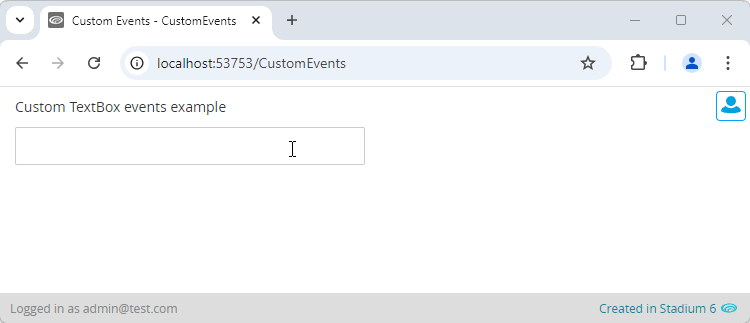 Custom Events - CustomEvents
localhost:53753/CustomEvents
Custom TextBox events example
Logged in as admin@test.com
Created in Stadium 6